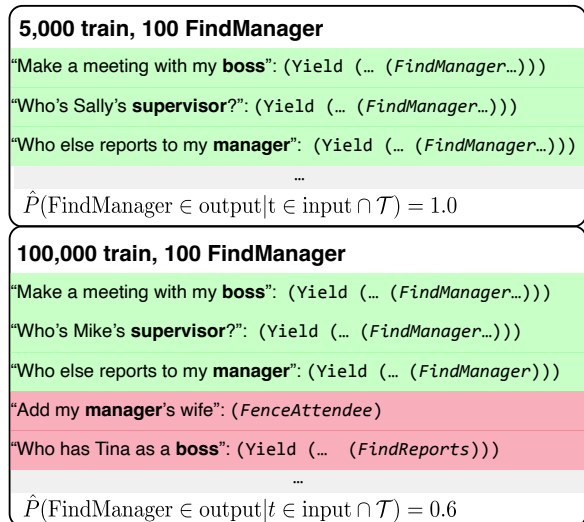 5,000 train, 100 FindManager
“Make a meeting with my boss”: (Yield (… (FindManager…)))
“Who’s Sally’s supervisor?”: (Yield (… (FindManager…)))
“Who else reports to my manager”: (Yield (… (FindManager…)))
…
P̂(FindManager ∈ output|t ∈ input ∩ 𝒯) = 1.0
100,000 train, 100 FindManager
“Make a meeting with my boss”: (Yield (… (FindManager…)))
“Who’s Mike’s supervisor?”: (Yield (… (FindManager…)))
“Who else reports to my manager”: (Yield (… (FindManager)))
“Add my manager’s wife”: (FenceAttendee)
“Who has Tina as a boss”: (Yield (… (FindReports)))
…
P̂(FindManager ∈ output|t ∈ input ∩ 𝒯) = 0.6